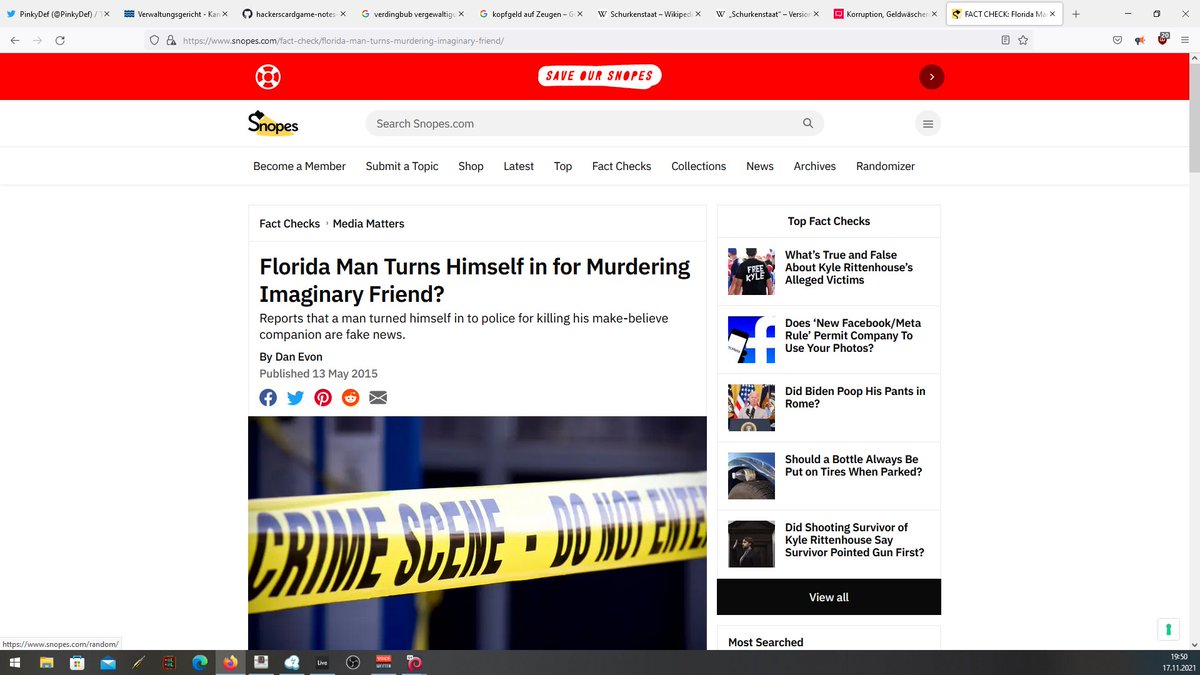 PinkyDef (@PinkyDef) / T
Verwaltungsgericht - Kan
hackerscardgame-notes-
verdingbub vergewaltigu
kopfgeld auf Zeugen – G
Schurkenstaat – Wikiped
„Schurkenstaat“ – Version
Korruption, Geldwäscher
FACT CHECK: Florida Ma
https://www.snopes.com/fact-check/florida-man-turns-murdering-imaginary-friend/
20
SAVE OUR SNOPES
Snopes
Search Snopes.com
Become a Member
Submit a Topic
Shop
Latest
Top
Fact Checks
Collections
News
Archives
Randomizer
Fact Checks › Media Matters
Florida Man Turns Himself in for Murdering
Imaginary Friend?
Reports that a man turned himself in to police for killing his make-believe
companion are fake news.
By Dan Evon
Published 13 May 2015
CRIME SCENE - DO NOT ENTER
Top Fact Checks
FREE
KYLE
What’s True and False
About Kyle Rittenhouse’s
Alleged Victims
Does ‘New Facebook/Meta
Rule’ Permit Company To
Use Your Photos?
Did Biden Poop His Pants in
Rome?
Should a Bottle Always Be
Put on Tires When Parked?
Did Shooting Survivor of
Kyle Rittenhouse Say
Survivor Pointed Gun First?
View all
Most Searched
https://www.snopes.com/random/
Live
19:50
17.11.2021